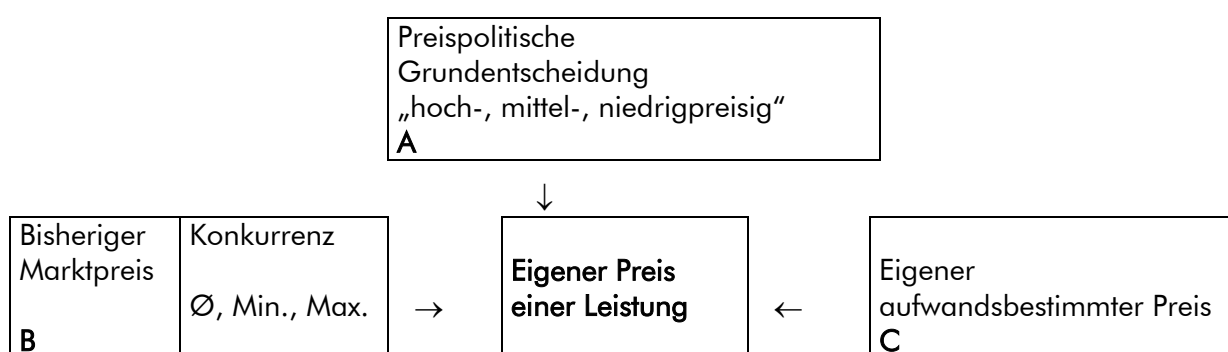 Preispolitische
Grundentscheidung
„hoch-, mittel-, niedrigpreisig“
A
↓
Bisheriger
Marktpreis
B
Konkurrenz
Ø, Min., Max.
→
Eigener Preis
einer Leistung
←
Eigener
aufwandsbestimmter Preis
C